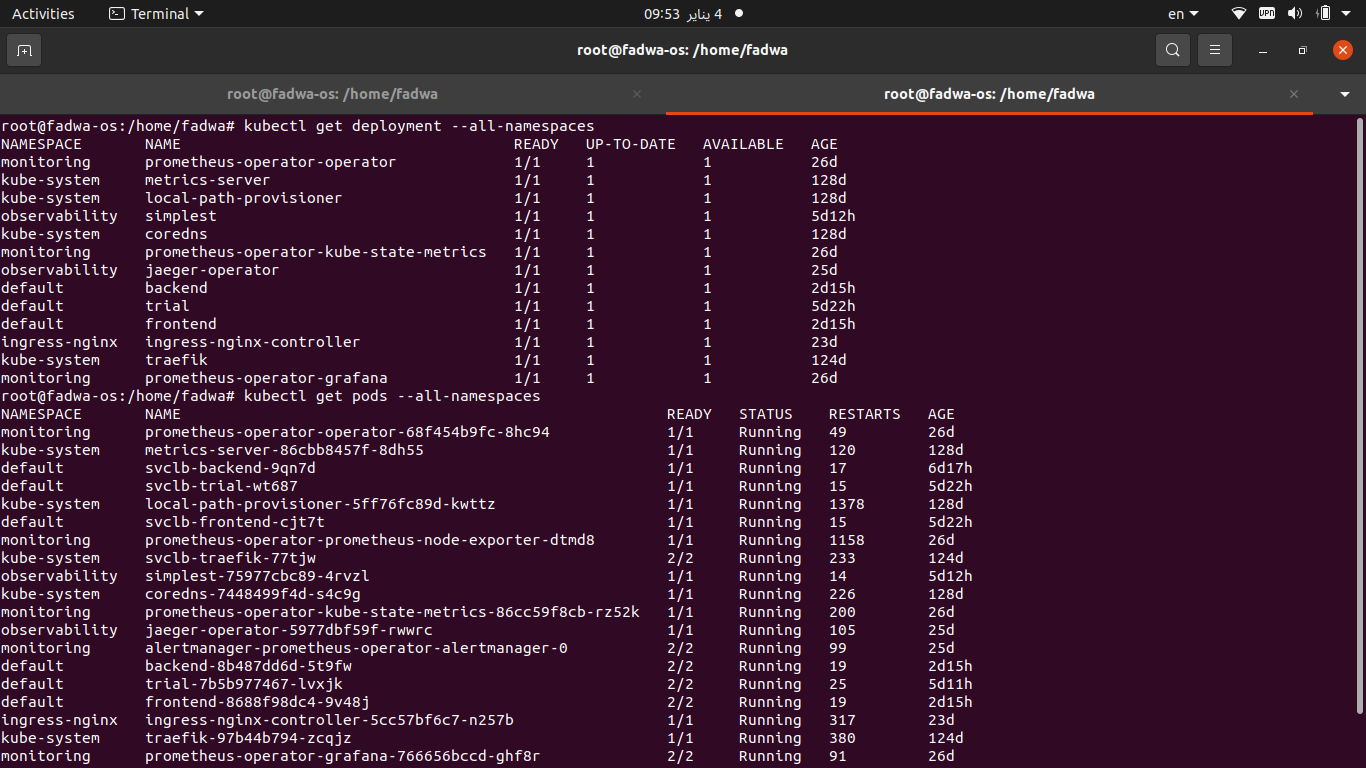 Activities Terminal 4 يناير 09:53 en VPN
root@fadwa-os: /home/fadwa
root@fadwa-os: /home/fadwa root@fadwa-os: /home/fadwa
root@fadwa-os:/home/fadwa# kubectl get deployment --all-namespaces
NAMESPACE NAME READY UP-TO-DATE AVAILABLE AGE
monitoring prometheus-operator-operator 1/1 1 1 26d
kube-system metrics-server 1/1 1 1 128d
kube-system local-path-provisioner 1/1 1 1 128d
observability simplest 1/1 1 1 5d12h
kube-system coredns 1/1 1 1 128d
monitoring prometheus-operator-kube-state-metrics 1/1 1 1 26d
observability jaeger-operator 1/1 1 1 25d
default backend 1/1 1 1 2d15h
default trial 1/1 1 1 5d22h
default frontend 1/1 1 1 2d15h
ingress-nginx ingress-nginx-controller 1/1 1 1 23d
kube-system traefik 1/1 1 1 124d
monitoring prometheus-operator-grafana 1/1 1 1 26d
root@fadwa-os:/home/fadwa# kubectl get pods --all-namespaces
NAMESPACE NAME READY STATUS RESTARTS AGE
monitoring prometheus-operator-operator-68f454b9fc-8hc94 1/1 Running 49 26d
kube-system metrics-server-86cbb8457f-8dh55 1/1 Running 120 128d
default svclb-backend-9qn7d 1/1 Running 17 6d17h
default svclb-trial-wt687 1/1 Running 15 5d22h
kube-system local-path-provisioner-5ff76fc89d-kwttz 1/1 Running 1378 128d
default svclb-frontend-cjt7t 1/1 Running 15 5d22h
monitoring prometheus-operator-prometheus-node-exporter-dtmd8 1/1 Running 1158 26d
kube-system svclb-traefik-77tjw 2/2 Running 233 124d
observability simplest-75977cbc89-4rvzl 1/1 Running 14 5d12h
kube-system coredns-7448499f4d-s4c9g 1/1 Running 226 128d
monitoring prometheus-operator-kube-state-metrics-86cc59f8cb-rz52k 1/1 Running 200 26d
observability jaeger-operator-5977dbf59f-rwwrc 1/1 Running 105 25d
monitoring alertmanager-prometheus-operator-alertmanager-0 2/2 Running 99 25d
default backend-8b487dd6d-5t9fw 2/2 Running 19 2d15h
default trial-7b5b977467-lvxjk 2/2 Running 25 5d11h
default frontend-8688f98dc4-9v48j 2/2 Running 19 2d15h
ingress-nginx ingress-nginx-controller-5cc57bf6c7-n257b 1/1 Running 317 23d
kube-system traefik-97b44b794-zcqjz 1/1 Running 380 124d
monitoring prometheus-operator-grafana-766656bccd-ghf8r 2/2 Running 91 26d